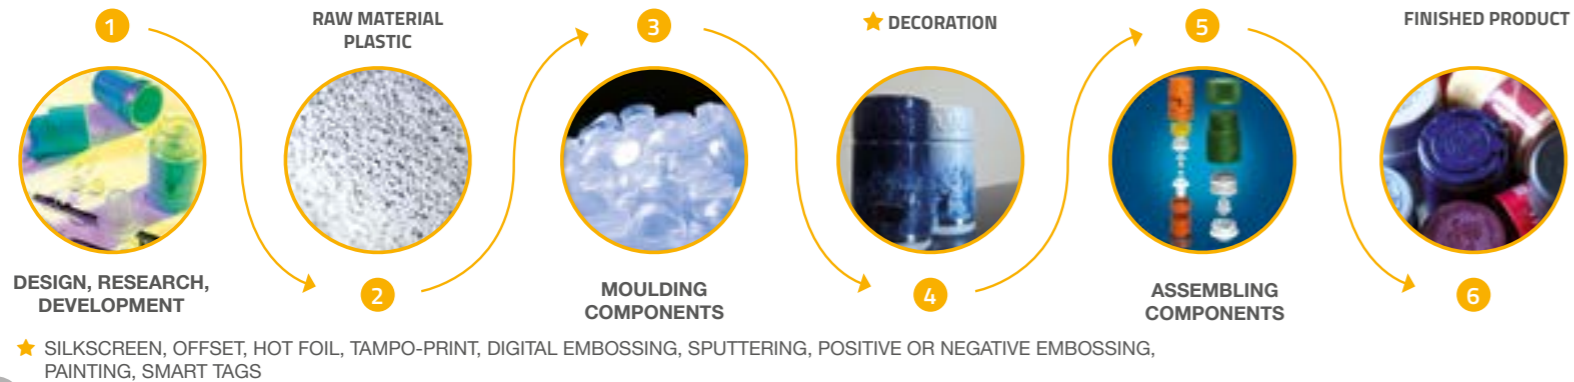 1
RAW MATERIAL
PLASTIC
3
DECORATION
5
FINISHED PRODUCT
DESIGN, RESEARCH,
DEVELOPMENT
2
MOULDING
COMPONENTS
4
ASSEMBLING
COMPONENTS
6
SILKSCREEN, OFFSET, HOT FOIL, TAMPO-PRINT, DIGITAL EMBOSSING, SPUTTERING, POSITIVE OR NEGATIVE EMBOSSING,
PAINTING, SMART TAGS